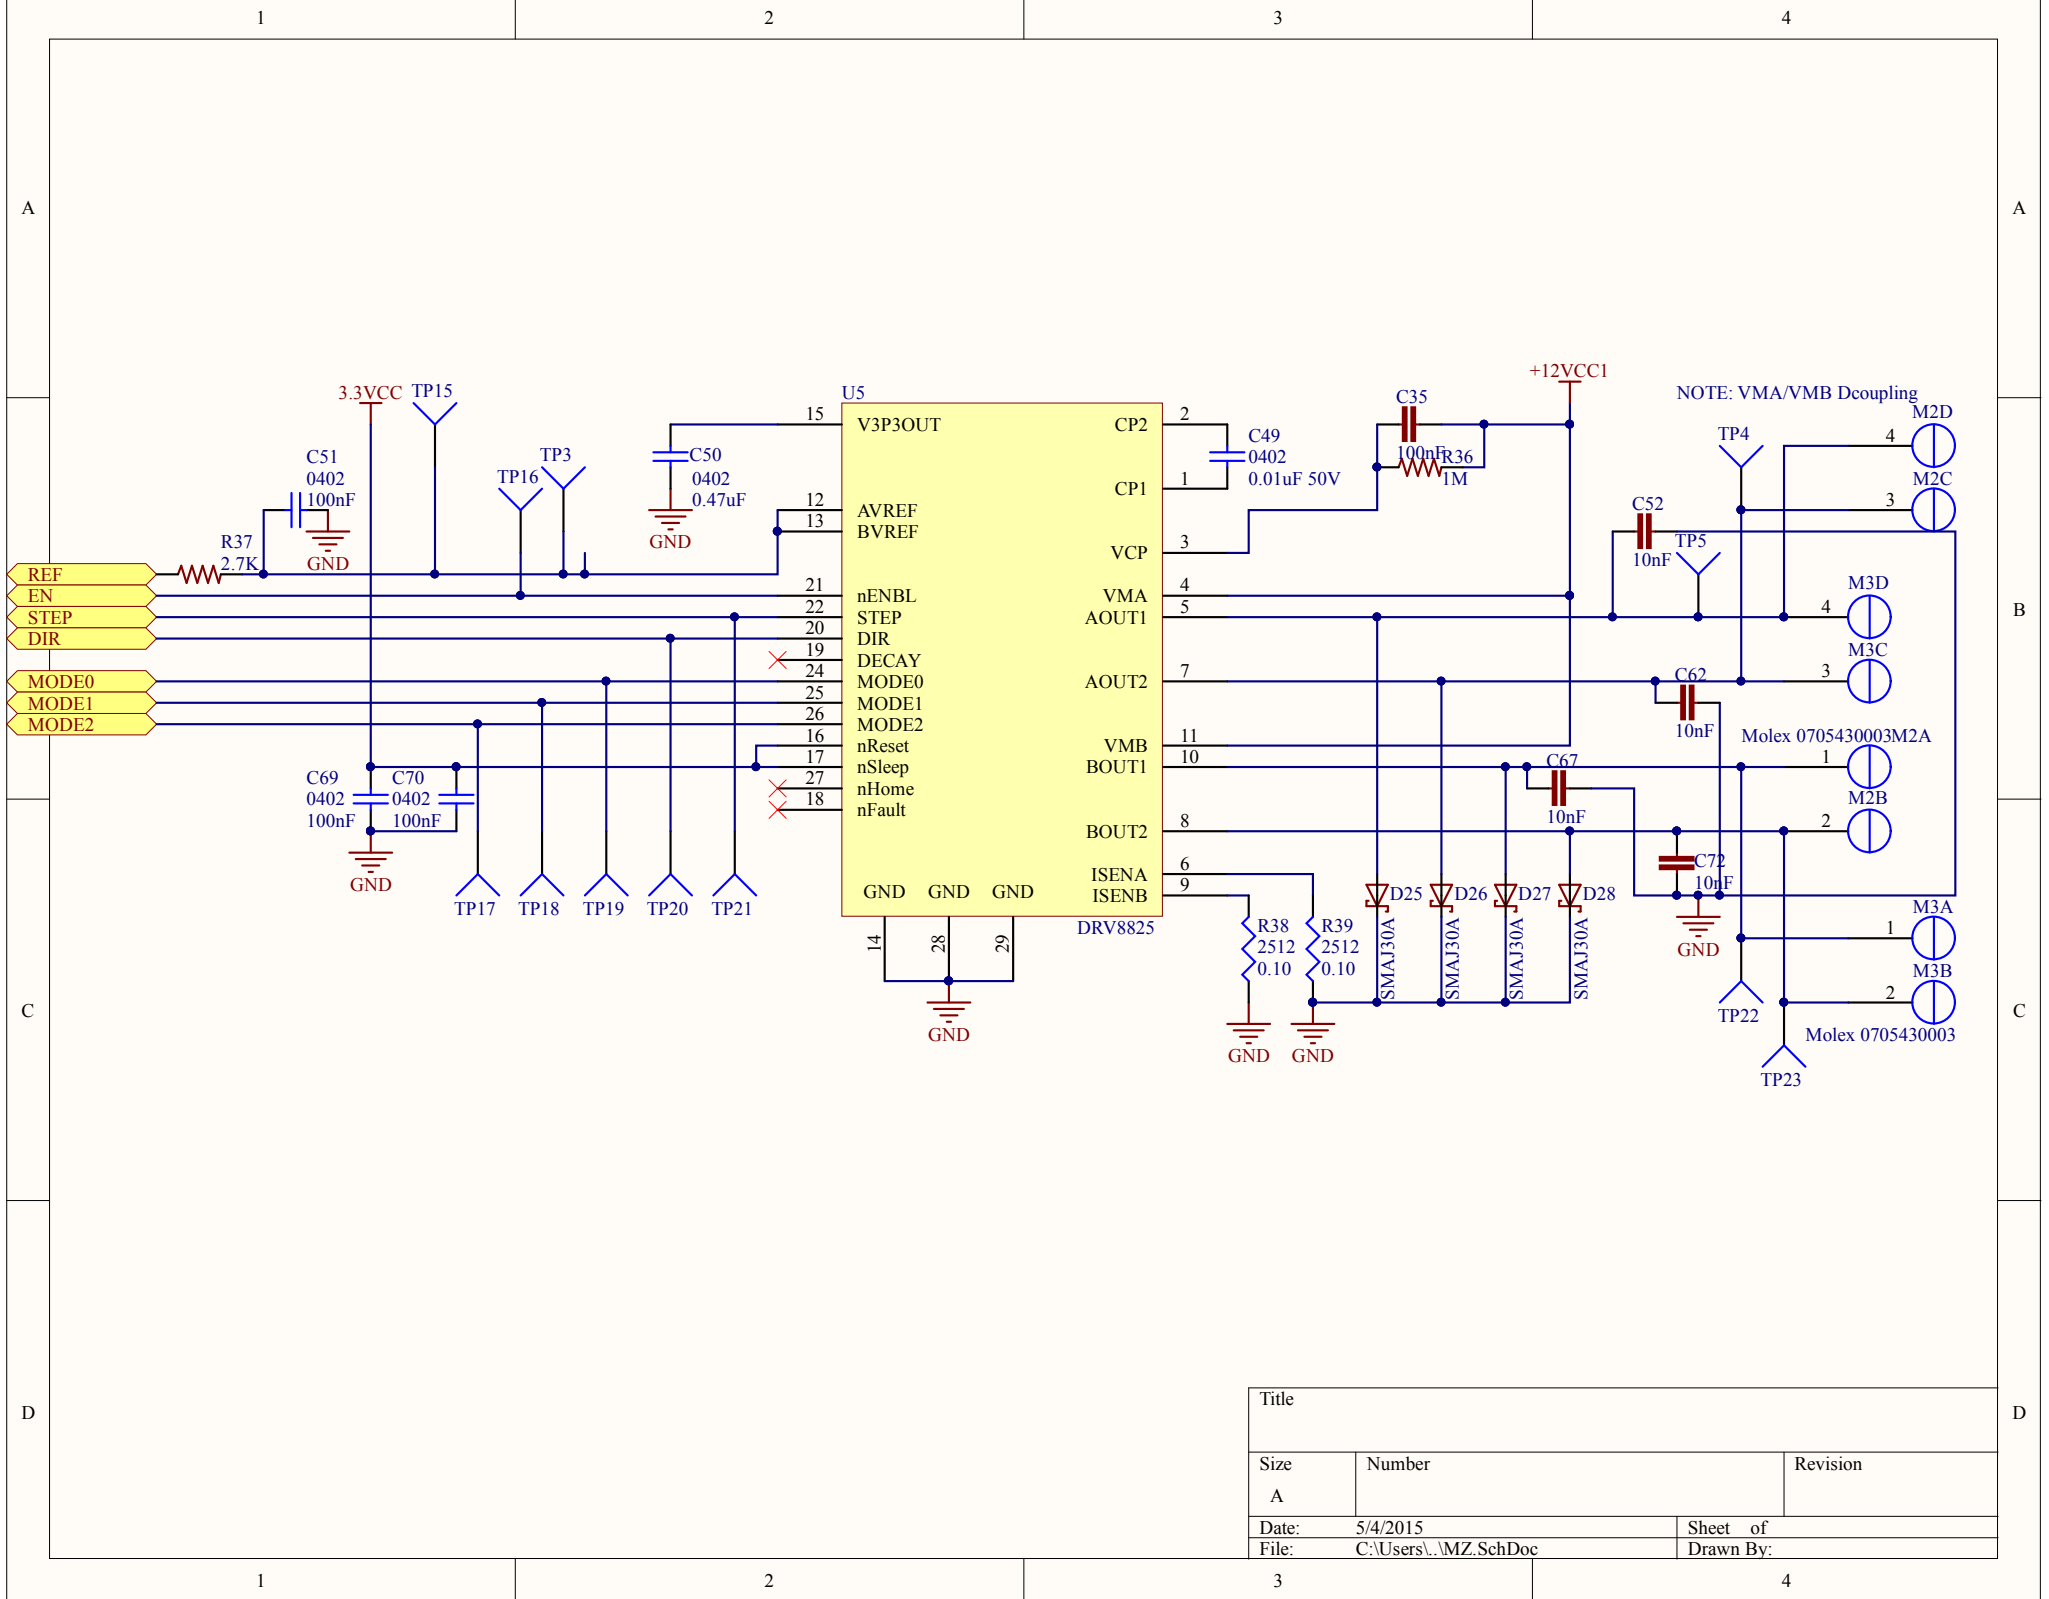 1 2 3 4
A A
+12VCC1
3.3VCC TP15
U5
C35
NOTE: VMA/VMB Dcoupling
M2D
15 V3P3OUT
CP2 2
TP4
4
C51
0402
100nF
GND
TP16
TP3
C50
0402
0.47uF
GND
C49
0402
0.01uF 50V
100nF
R36
1M
CP1 1
M2C
3
12 AVREF
13 BVREF
C52
10nF
R37
2.7K
TP5
VCP 3
REF
EN
STEP
DIR
MODE0
MODE1
MODE2
21 nENBL
22 STEP
20 DIR
19 DECAY
24 MODE0
25 MODE1
26 MODE2
16 nReset
17 nSleep
27 nHome
18 nFault
VMA 4
AOUT1 5
AOUT2 7
VMB 11
BOUT1 10
BOUT2 8
ISENA 6
ISENB 9
M3D
4
B B
M3C
3
C62
10nF
Molex 0705430003
M2A
1
C67
10nF
M2B
2
C69
0402
100nF
C70
0402
100nF
GND
C72
10nF
GND
TP17 TP18 TP19 TP20 TP21
GND GND GND
14 28 29
GND
DRV8825
D25 D26 D27 D28
SMAJ30A SMAJ30A SMAJ30A SMAJ30A
R38
2512
0.10
R39
2512
0.10
GND GND
M3A
1
M3B
2
TP22
Molex 0705430003
TP23
C C
D D
Title
Size Number Revision
A
Date: 5/4/2015 Sheet of
File: C:\Users\..\MZ.SchDoc Drawn By:
1 2 3 4